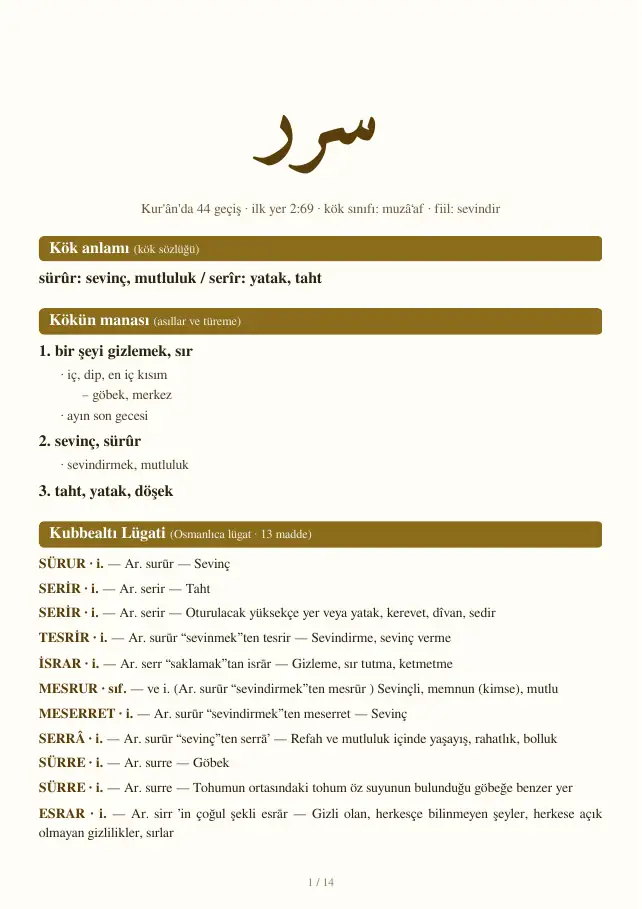 سرر
Kur'ân'da 44 geçiş · ilk yer 2:69 · kök sınıfı: muzâ'af · fiil: sevindir
Kök anlamı (kök sözlüğü)
sürûr: sevinç, mutluluk / serîr: yatak, taht
Kökün manası (asıllar ve türeme)
1. bir şeyi gizlemek, sır
· iç, dip, en iç kısım
– göbek, merkez
· ayın son gecesi
2. sevinç, sürûr
· sevindirmek, mutluluk
3. taht, yatak, döşek
Kubbealtı Lügati (Osmanlıca lügat · 13 madde)
SÜRUR · i. — Ar. surūr — Sevinç
SERİR · i. — Ar. serіr — Taht
SERİR · i. — Ar. serіr — Oturulacak yüksekçe yer veya yatak, kerevet, dîvan, sedir
TESRİR · i. — Ar. surūr “sevinmek”ten tesrіr — Sevindirme, sevinç verme
İSRAR · i. — Ar. serr “saklamak”tan isrār — Gizleme, sır tutma, ketmetme
MESRUR · sıf. — ve i. (Ar. surūr “sevindirmek”ten mesrūr ) Sevinçli, memnun (kimse), mutlu
MESERRET · i. — Ar. surūr “sevindirmek”ten meserret — Sevinç
SERRÂ · i. — Ar. surūr “sevinç”ten serrā’ — Refah ve mutluluk içinde yaşayış, rahatlık, bolluk
SÜRRE · i. — Ar. surre — Göbek
SÜRRE · i. — Ar. surre — Tohumun ortasındaki tohum öz suyunun bulunduğu göbeğe benzer yer
ESRAR · i. — Ar. sirr ’in çoğul şekli esrār — Gizli olan, herkesçe bilinmeyen şeyler, herkese açık
olmayan gizlilikler, sırlar
1 / 14